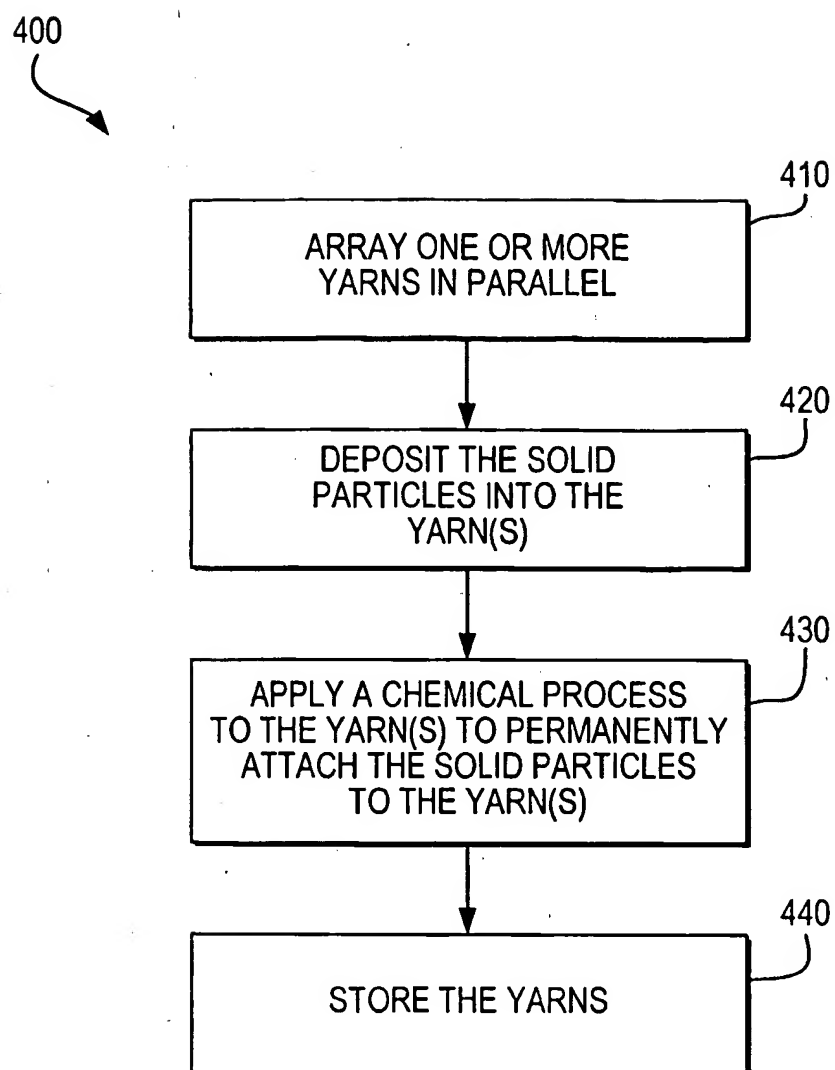 400
410
ARRAY ONE OR MORE
YARNS IN PARALLEL
420
DEPOSIT THE SOLID
PARTICLES INTO THE
YARN(S)
430
APPLY A CHEMICAL PROCESS
TO THE YARN(S) TO PERMANENTLY
ATTACH THE SOLID PARTICLES
TO THE YARN(S)
440
STORE THE YARNS